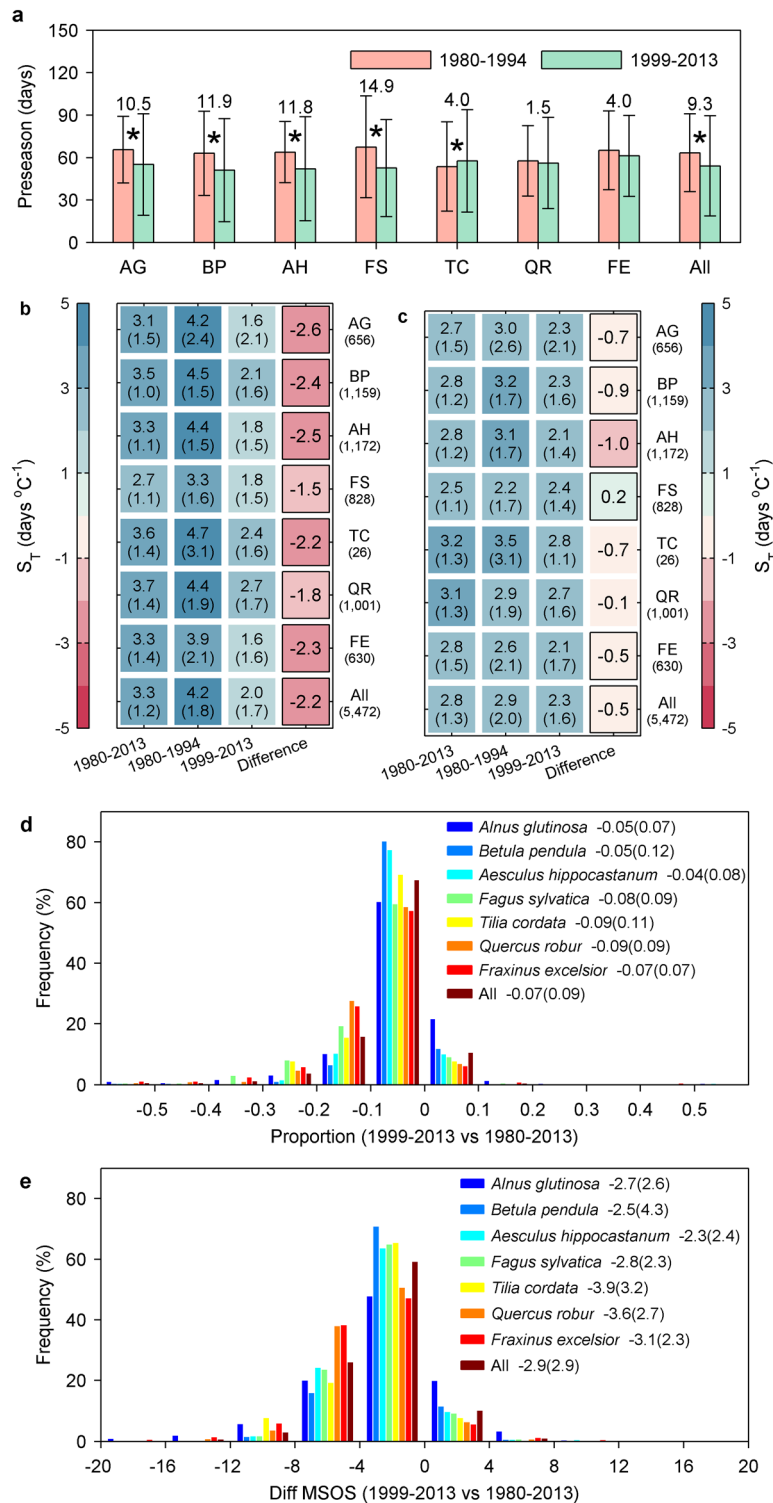 a
150
120
90
60
30
0
Preseason (days)
1980-1994
1999-2013
10.5 11.9 11.8 14.9 4.0 1.5 4.0 9.3
* * * * * *
AG BP AH FS TC QR FE All
b
5
3
1
-1
-3
-5
S_T (days °C⁻¹)
3.1 4.2 1.6 -2.6 AG
(1.5) (2.4) (2.1) (656)
3.5 4.5 2.1 -2.4 BP
(1.0) (1.5) (1.6) (1,159)
3.3 4.4 1.8 -2.5 AH
(1.1) (1.5) (1.5) (1,172)
2.7 3.3 1.8 -1.5 FS
(1.1) (1.6) (1.5) (828)
3.6 4.7 2.4 -2.2 TC
(1.4) (3.1) (1.6) (26)
3.7 4.4 2.7 -1.8 QR
(1.4) (1.9) (1.7) (1,001)
3.3 3.9 1.6 -2.3 FE
(1.4) (2.1) (1.6) (630)
3.3 4.2 2.0 -2.2 All
(1.2) (1.8) (1.7) (5,472)
1980-2013 1980-1994 1999-2013 Difference
c
2.7 3.0 2.3 -0.7 AG
(1.5) (2.6) (2.1) (656)
2.8 3.2 2.3 -0.9 BP
(1.2) (1.7) (1.6) (1,159)
2.8 3.1 2.1 -1.0 AH
(1.2) (1.7) (1.4) (1,172)
2.5 2.2 2.4 0.2 FS
(1.1) (1.7) (1.4) (828)
3.2 3.5 2.8 -0.7 TC
(1.3) (3.1) (1.1) (26)
3.1 2.9 2.7 -0.1 QR
(1.3) (1.9) (1.6) (1,001)
2.8 2.6 2.1 -0.5 FE
(1.5) (2.1) (1.7) (630)
2.8 2.9 2.3 -0.5 All
(1.3) (2.0) (1.6) (5,472)
1980-2013 1980-1994 1999-2013 Difference
5
3
1
-1
-3
-5
S_T (days °C⁻¹)
d
80
60
40
20
0
Frequency (%)
Alnus glutinosa -0.05(0.07)
Betula pendula -0.05(0.12)
Aesculus hippocastanum -0.04(0.08)
Fagus sylvatica -0.08(0.09)
Tilia cordata -0.09(0.11)
Quercus robur -0.09(0.09)
Fraxinus excelsior -0.07(0.07)
All -0.07(0.09)
-0.5 -0.4 -0.3 -0.2 -0.1 0 0.1 0.2 0.3 0.4 0.5
Proportion (1999-2013 vs 1980-2013)
e
80
60
40
20
0
Frequency (%)
Alnus glutinosa -2.7(2.6)
Betula pendula -2.5(4.3)
Aesculus hippocastanum -2.3(2.4)
Fagus sylvatica -2.8(2.3)
Tilia cordata -3.9(3.2)
Quercus robur -3.6(2.7)
Fraxinus excelsior -3.1(2.3)
All -2.9(2.9)
-20 -16 -12 -8 -4 0 4 8 12 16 20
Diff MSOS (1999-2013 vs 1980-2013)